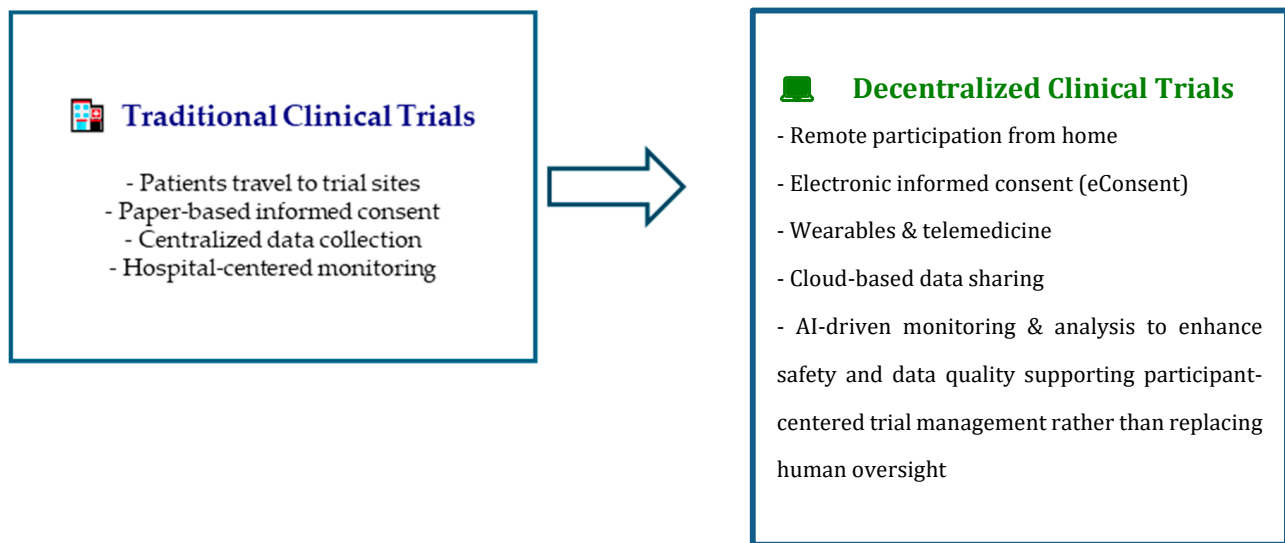 Traditional Clinical Trials
- Patients travel to trial sites
- Paper-based informed consent
- Centralized data collection
- Hospital-centered monitoring
Decentralized Clinical Trials
- Remote participation from home
- Electronic informed consent (eConsent)
- Wearables & telemedicine
- Cloud-based data sharing
- AI-driven monitoring & analysis to enhance
safety and data quality supporting participant-
centered trial management rather than replacing
human oversight